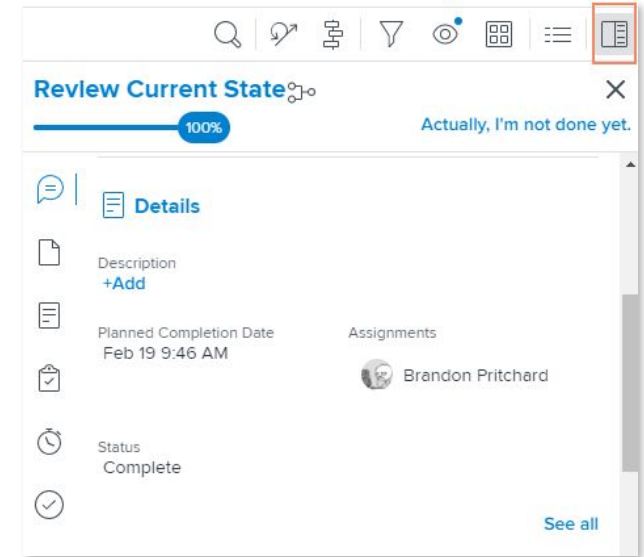 Review Current State
100%
Actually, I'm not done yet.
Details
Description
+Add
Planned Completion Date
Feb 19 9:46 AM
Assignments
Brandon Pritchard
Status
Complete
See all